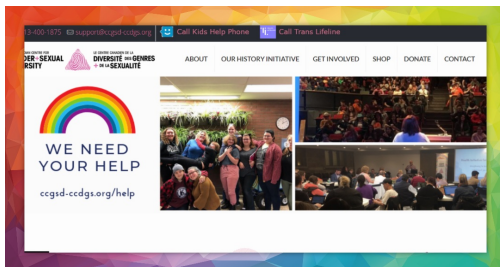 3-400-1875 support@ccgsd-ccdgs.org Call Kids Help Phone Call Trans Lifeline
DER+SEXUAL
RSITY
LE CENTRE CANADIEN DE LA
DIVERSITÉ DES GENRES
+ DE LA SEXUALITÉ
ABOUT OUR HISTORY INITIATIVE GET INVOLVED SHOP DONATE CONTACT
WE NEED
YOUR HELP
ccgsd-ccdgs.org/help